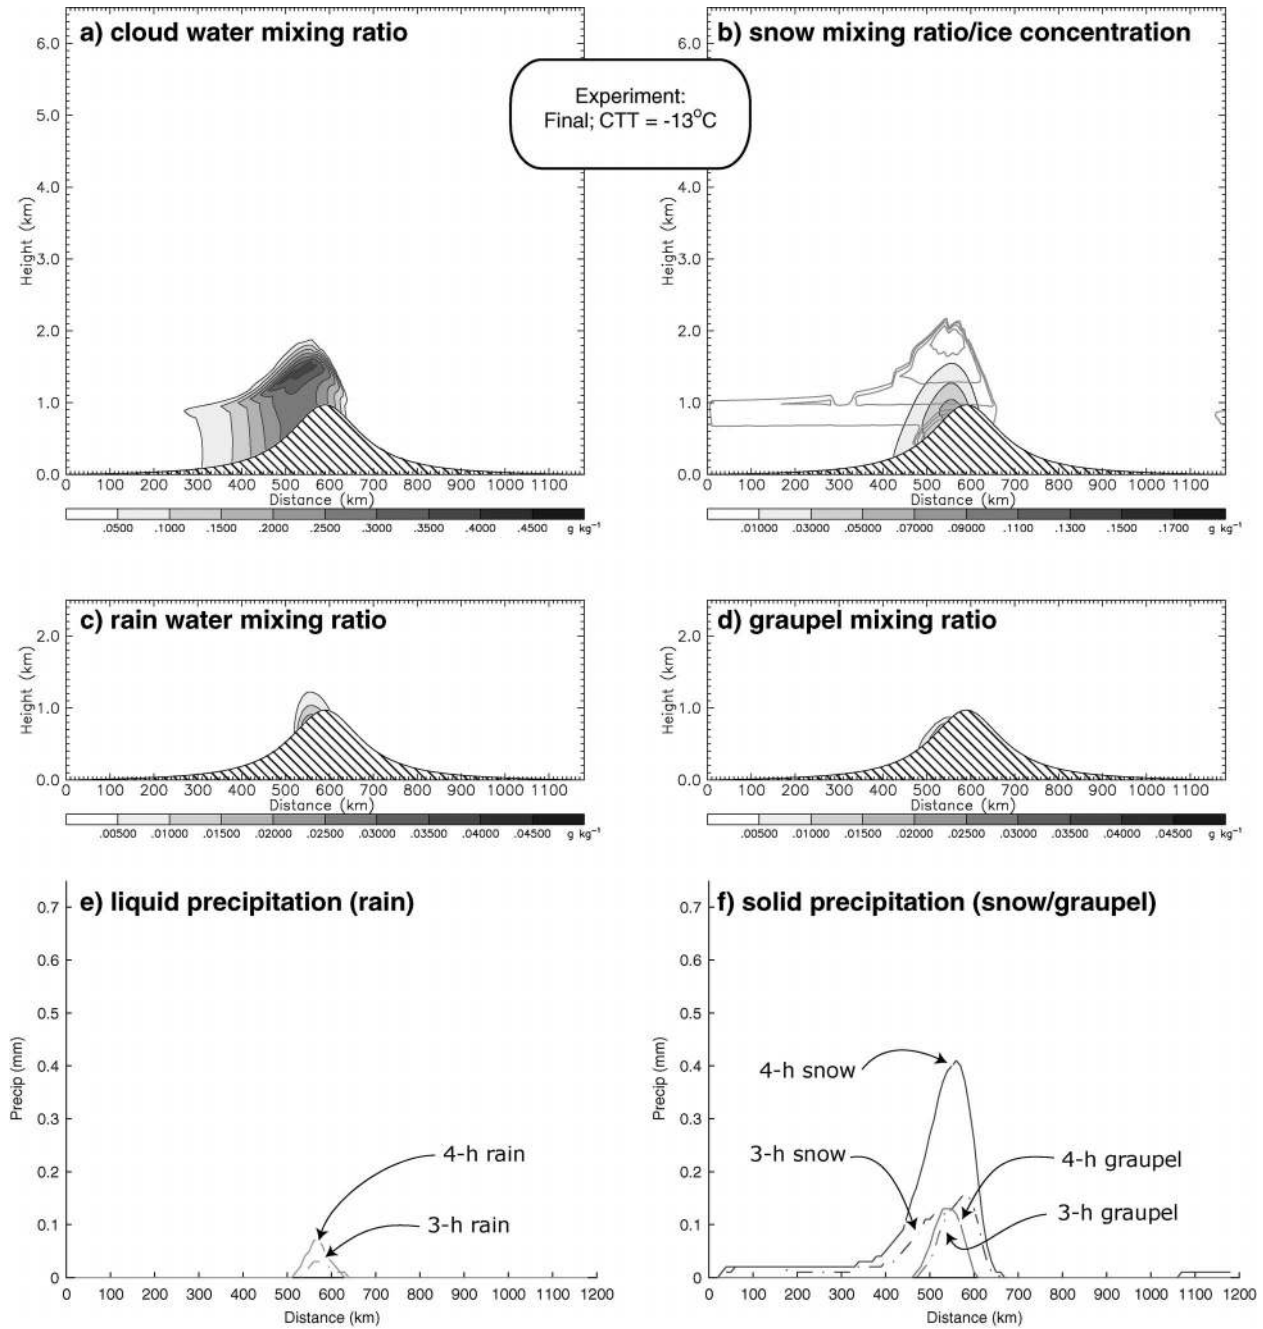 a) cloud water mixing ratio
6.0
5.0
4.0
3.0
2.0
1.0
0.0
Height (km)
0 100 200 300 400 500 600 700 800 900 1000 1100
Distance (km)
.0500 .1000 .1500 .2000 .2500 .3000 .3500 .4000 .4500 g kg⁻¹
b) snow mixing ratio/ice concentration
6.0
5.0
4.0
3.0
2.0
1.0
0.0
Height (km)
0 100 200 300 400 500 600 700 800 900 1000 1100
Distance (km)
.01000 .03000 .05000 .07000 .09000 .1100 .1300 .1500 .1700 g kg⁻¹
Experiment:
Final; CTT = -13°C
c) rain water mixing ratio
2.0
1.0
0.0
Height (km)
0 100 200 300 400 500 600 700 800 900 1000 1100
Distance (km)
.00500 .01000 .01500 .02000 .02500 .03000 .03500 .04000 .04500 g kg⁻¹
d) graupel mixing ratio
2.0
1.0
0.0
Height (km)
0 100 200 300 400 500 600 700 800 900 1000 1100
Distance (km)
.00500 .01000 .01500 .02000 .02500 .03000 .03500 .04000 .04500 g kg⁻¹
e) liquid precipitation (rain)
0.7
0.6
0.5
0.4
0.3
0.2
0.1
0
Precip (mm)
4-h rain
3-h rain
0 100 200 300 400 500 600 700 800 900 1000 1100 1200
Distance (km)
f) solid precipitation (snow/graupel)
0.7
0.6
0.5
0.4
0.3
0.2
0.1
0
Precip (mm)
4-h snow
3-h snow
4-h graupel
3-h graupel
0 100 200 300 400 500 600 700 800 900 1000 1100 1200
Distance (km)